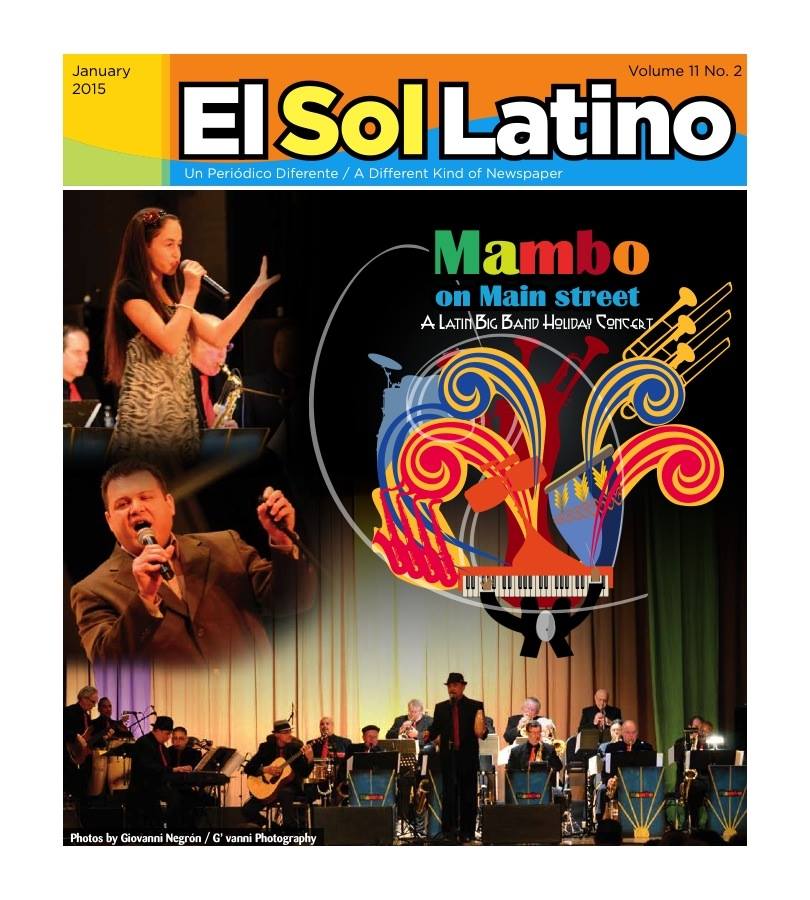 January
2015
Volume 11 No. 2
El Sol Latino
Un Periódico Diferente / A Different Kind of Newspaper
Mambo
on Main street
A Latin Big Band Holiday Concert
Photos by Giovanni Negrón / G' vanni Photography